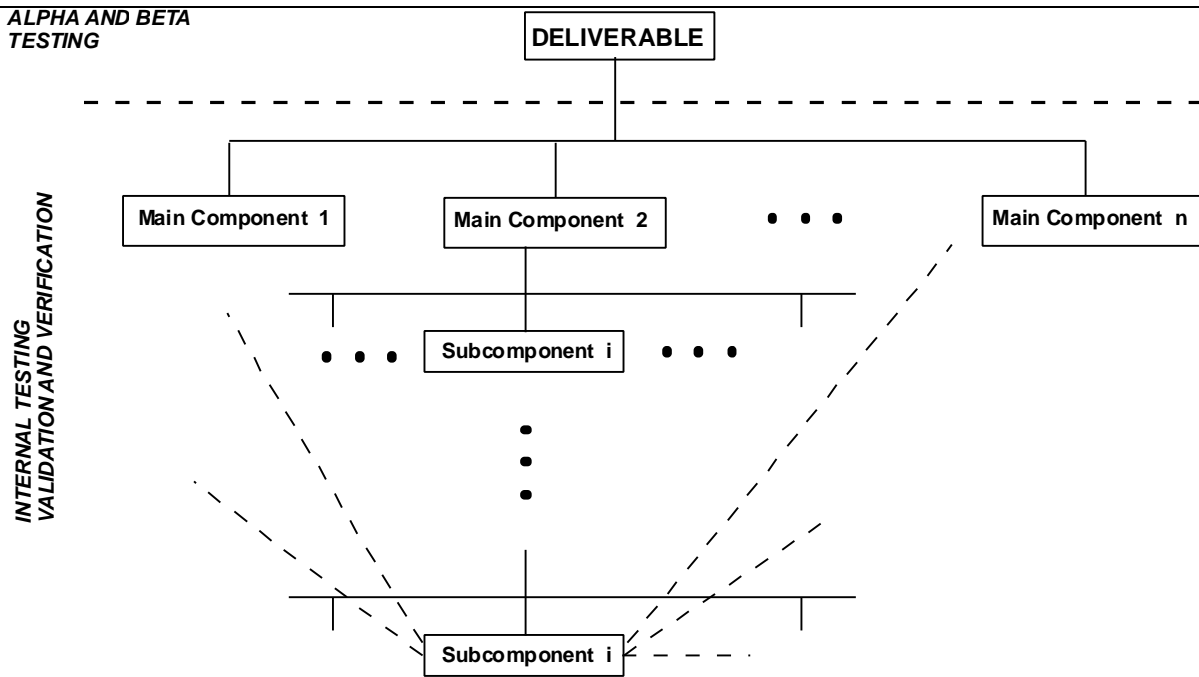 ALPHA AND BETA
TESTING
DELIVERABLE
INTERNAL TESTING
VALIDATION AND VERIFICATION
Main Component 1
Main Component 2
Main Component n
Subcomponent i
Subcomponent i